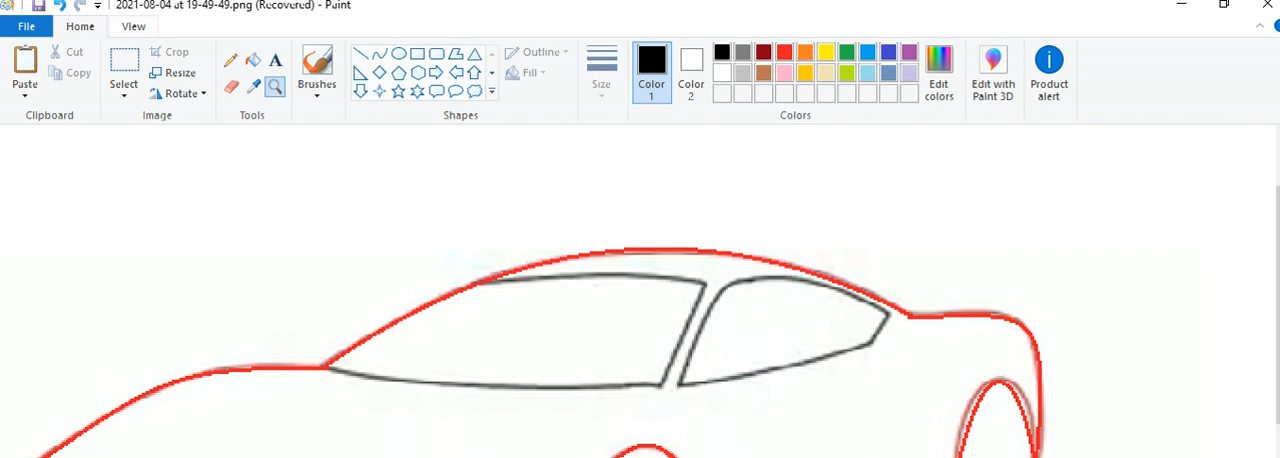 2021-08-04 at 19-49-49.png (Recovered) - Paint
File Home View
Paste Cut Copy
Select Crop Resize Rotate
A
Brushes
Outline Fill
Size
Color 1
Color 2
Edit colors
Edit with Paint 3D
Product alert
Clipboard Image Tools Shapes Colors